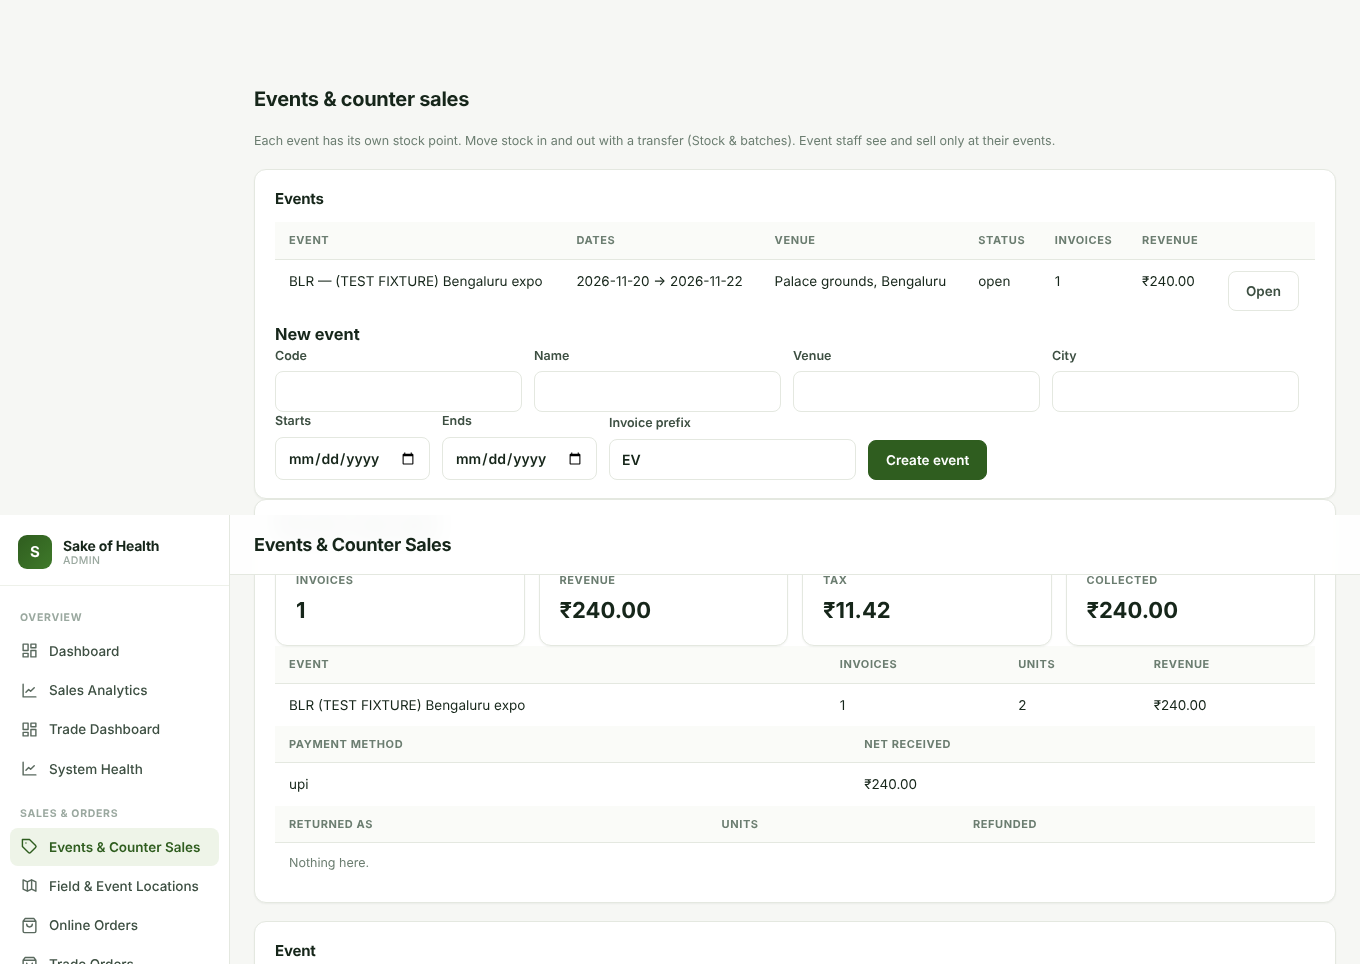 Events & counter sales
Each event has its own stock point. Move stock in and out with a transfer (Stock & batches). Event staff see and sell only at their events.
Events
EVENT DATES VENUE STATUS INVOICES REVENUE
BLR — (TEST FIXTURE) Bengaluru expo 2026-11-20 → 2026-11-22 Palace grounds, Bengaluru open 1 ₹240.00 Open
New event
Code Name Venue City
Starts Ends Invoice prefix
mm/dd/yyyy mm/dd/yyyy EV Create event
S Sake of Health
ADMIN
Events & Counter Sales
INVOICES REVENUE TAX COLLECTED
1 ₹240.00 ₹11.42 ₹240.00
EVENT INVOICES UNITS REVENUE
BLR (TEST FIXTURE) Bengaluru expo 1 2 ₹240.00
PAYMENT METHOD NET RECEIVED
upi ₹240.00
RETURNED AS UNITS REFUNDED
Nothing here.
Event
OVERVIEW
Dashboard
Sales Analytics
Trade Dashboard
System Health
SALES & ORDERS
Events & Counter Sales
Field & Event Locations
Online Orders
Trade Orders